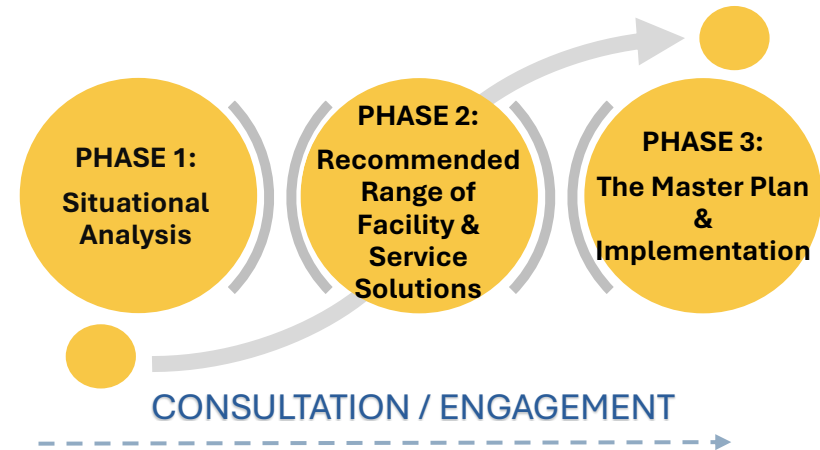 PHASE 1:
Situational
Analysis
PHASE 2:
Recommended
Range of
Facility &
Service
Solutions
PHASE 3:
The Master Plan
&
Implementation
CONSULTATION / ENGAGEMENT